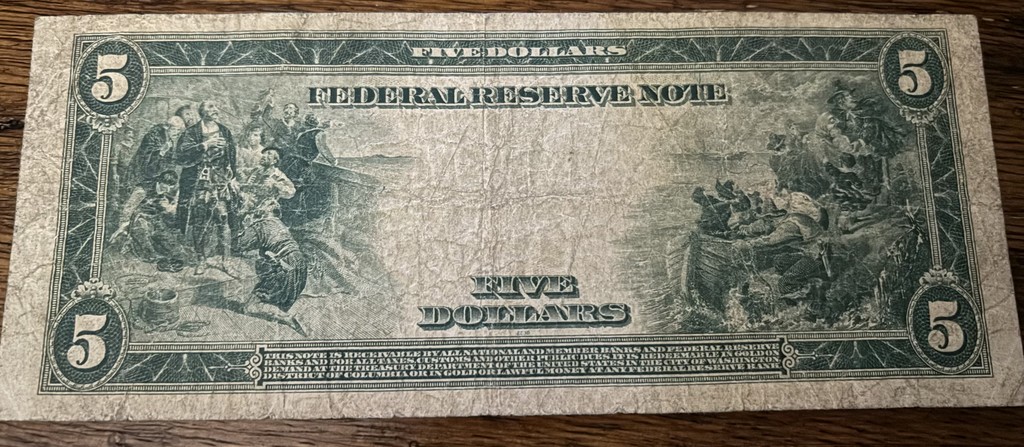 FIVE DOLLARS
5
5
FEDERAL RESERVE NOTE
FIVE
DOLLARS
5
5
THIS NOTE IS RECEIVABLE BY ALL NATIONAL AND MEMBER BANKS AND FEDERAL RESERVE
BANKS AND FOR ALL TAXES, CUSTOMS AND OTHER PUBLIC DUES. IT IS REDEEMABLE IN GOLD ON
DEMAND AT THE TREASURY DEPARTMENT OF THE UNITED STATES IN THE CITY OF WASHINGTON
DISTRICT OF COLUMBIA OR IN GOLD OR LAWFUL MONEY AT ANY FEDERAL RESERVE BANK